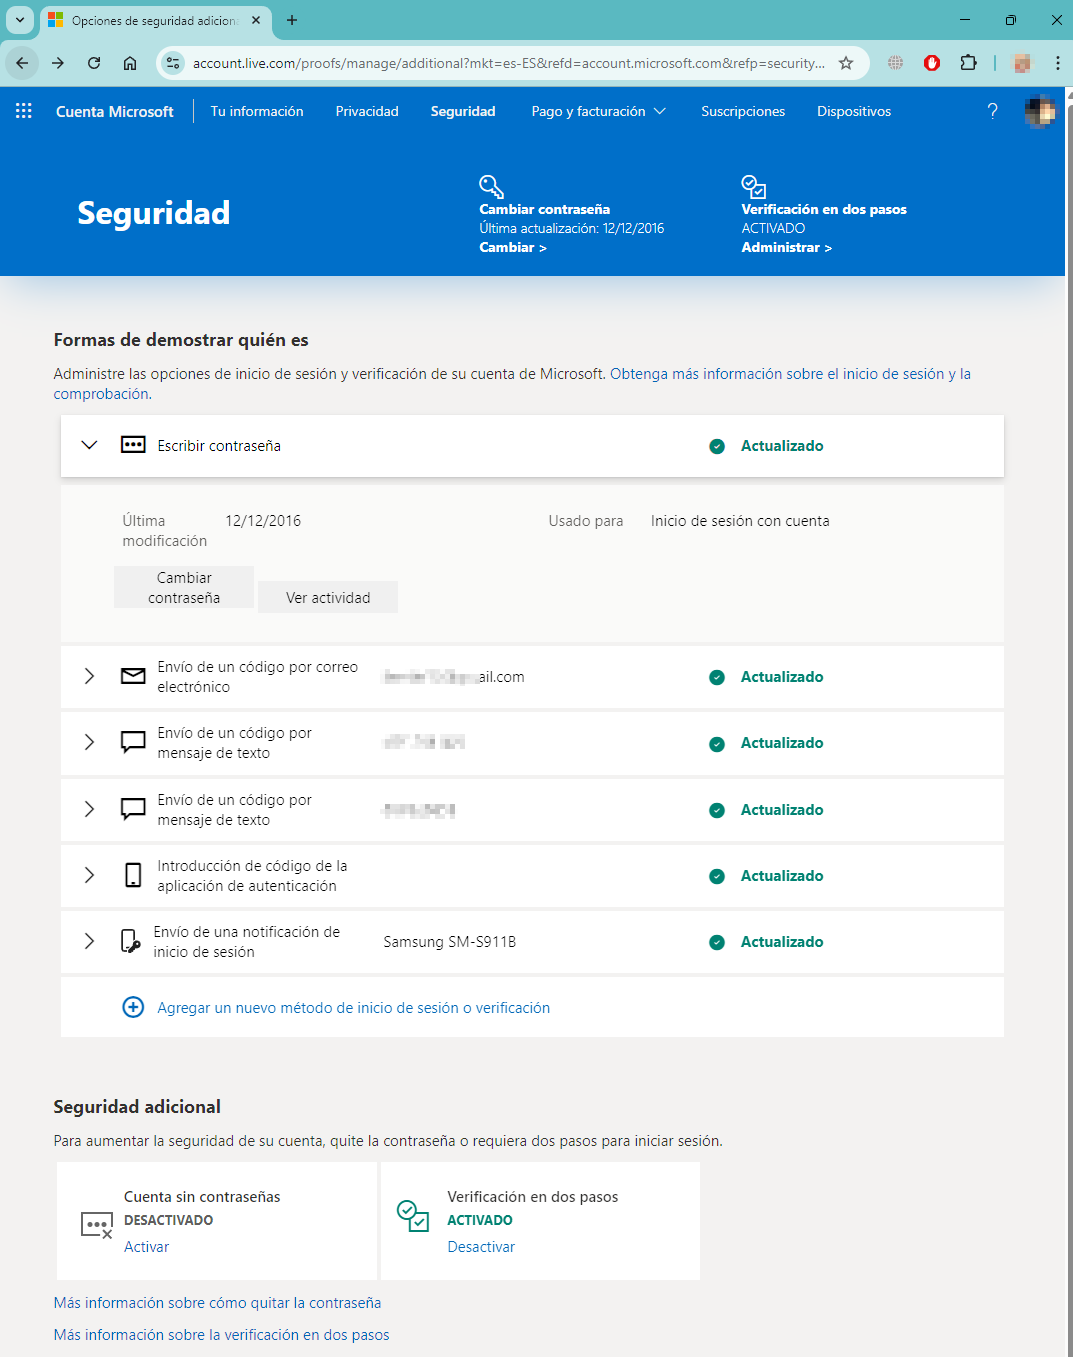 Opciones de seguridad adiciona
account.live.com/proofs/manage/additional?mkt=es-ES&refd=account.microsoft.com&refp=security...
Cuenta Microsoft
Tu información
Privacidad
Seguridad
Pago y facturación
Suscripciones
Dispositivos
?
Seguridad
Cambiar contraseña
Última actualización: 12/12/2016
Cambiar >
Verificación en dos pasos
ACTIVADO
Administrar >
Formas de demostrar quién es
Administre las opciones de inicio de sesión y verificación de su cuenta de Microsoft. Obtenga más información sobre el inicio de sesión y la
comprobación.
Escribir contraseña
Actualizado
Última
modificación
12/12/2016
Usado para
Inicio de sesión con cuenta
Cambiar
contraseña
Ver actividad
Envío de un código por correo
electrónico
ail.com
Actualizado
Envío de un código por
mensaje de texto
Actualizado
Envío de un código por
mensaje de texto
Actualizado
Introducción de código de la
aplicación de autenticación
Actualizado
Envío de una notificación de
inicio de sesión
Samsung SM-S911B
Actualizado
Agregar un nuevo método de inicio de sesión o verificación
Seguridad adicional
Para aumentar la seguridad de su cuenta, quite la contraseña o requiera dos pasos para iniciar sesión.
Cuenta sin contraseñas
DESACTIVADO
Activar
Verificación en dos pasos
ACTIVADO
Desactivar
Más información sobre cómo quitar la contraseña
Más información sobre la verificación en dos pasos